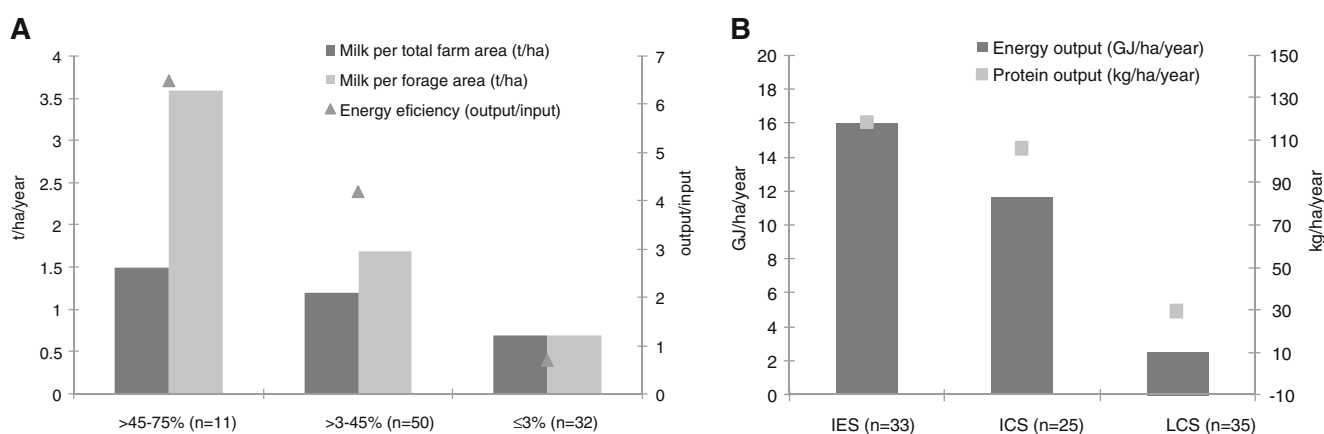 A
Milk per total farm area (t/ha)
Milk per forage area (t/ha)
Energy eficiency (output/input)
4
3.5
3
2.5
2
1.5
1
0.5
0
t/ha/year
7
6
5
4
3
2
1
0
output/input
>45-75% (n=11)
>3-45% (n=50)
≤3% (n=32)
B
Energy output (GJ/ha/year)
Protein output (kg/ha/year)
20
18
16
14
12
10
8
6
4
2
0
GJ/ha/year
150
130
110
90
70
50
30
10
-10
kg/ha/year
IES (n=33)
ICS (n=25)
LCS (n=35)